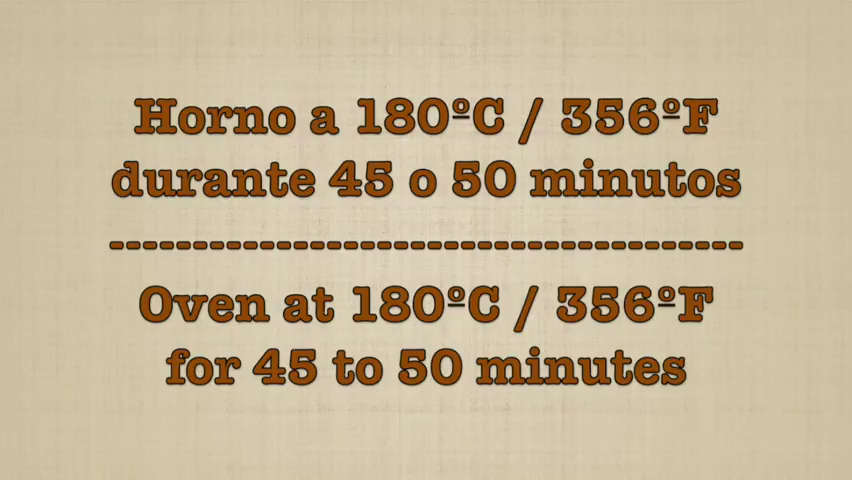 Horno a 180ºC / 356ºF
durante 45 o 50 minutos
--------------------------------------
Oven at 180ºC / 356ºF
for 45 to 50 minutes